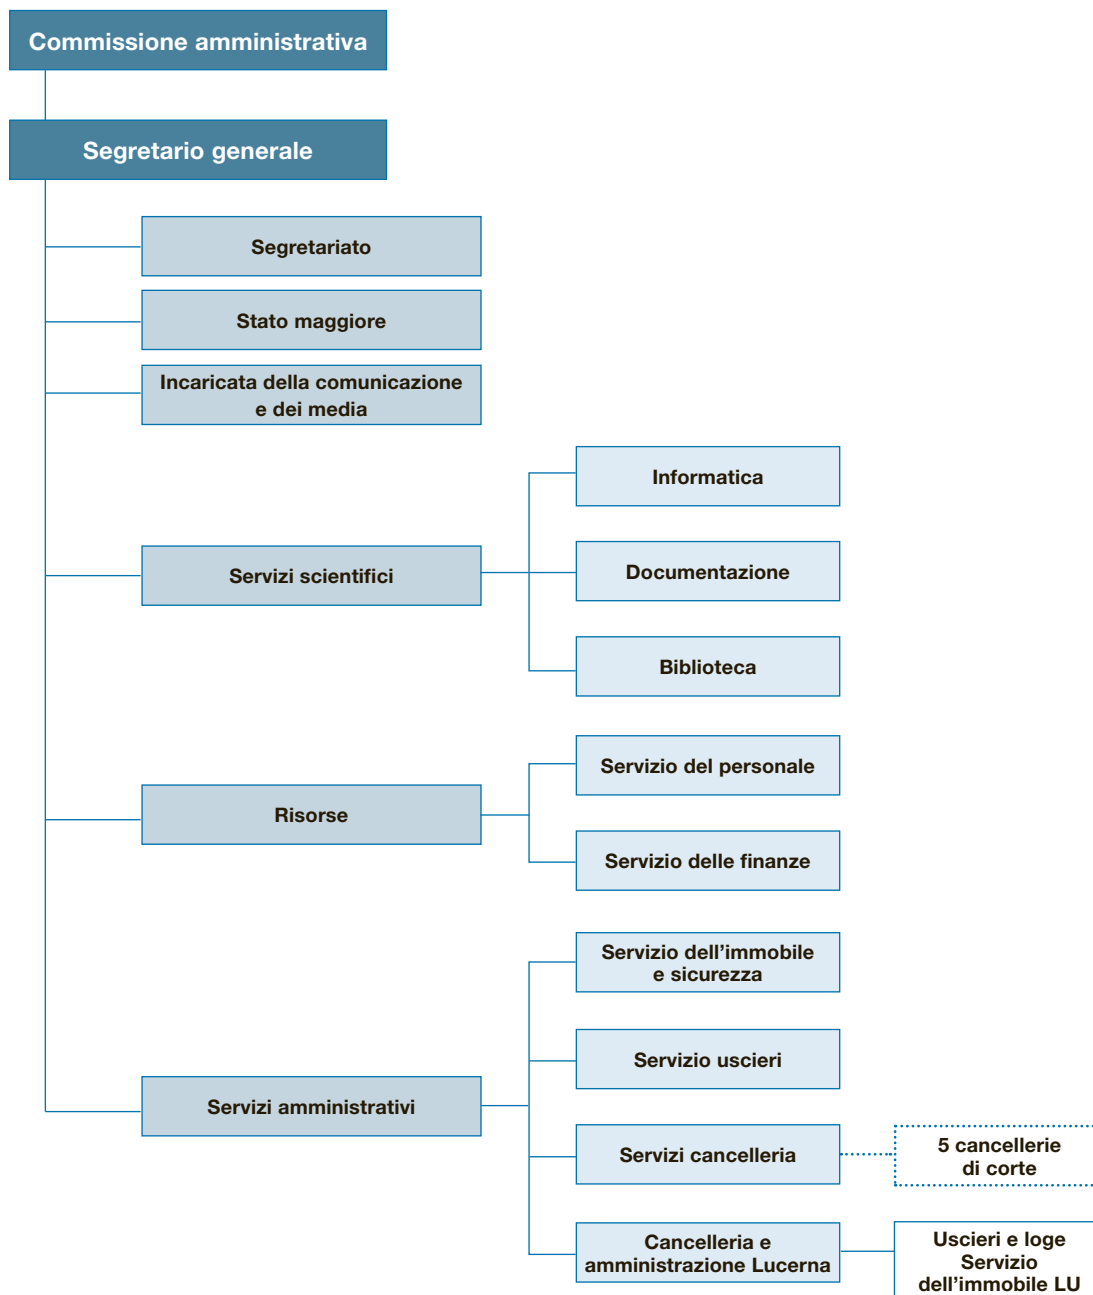 Commissione amministrativa
Segretario generale
Segretariato
Stato maggiore
Incaricata della comunicazione
e dei media
Informatica
Servizi scientifici
Documentazione
Biblioteca
Servizio del personale
Risorse
Servizio delle finanze
Servizio dell’immobile
e sicurezza
Servizio uscieri
Servizi amministrativi
Servizi cancelleria
5 cancellerie
di corte
Cancelleria e
amministrazione Lucerna
Uscieri e loge
Servizio
dell’immobile LU